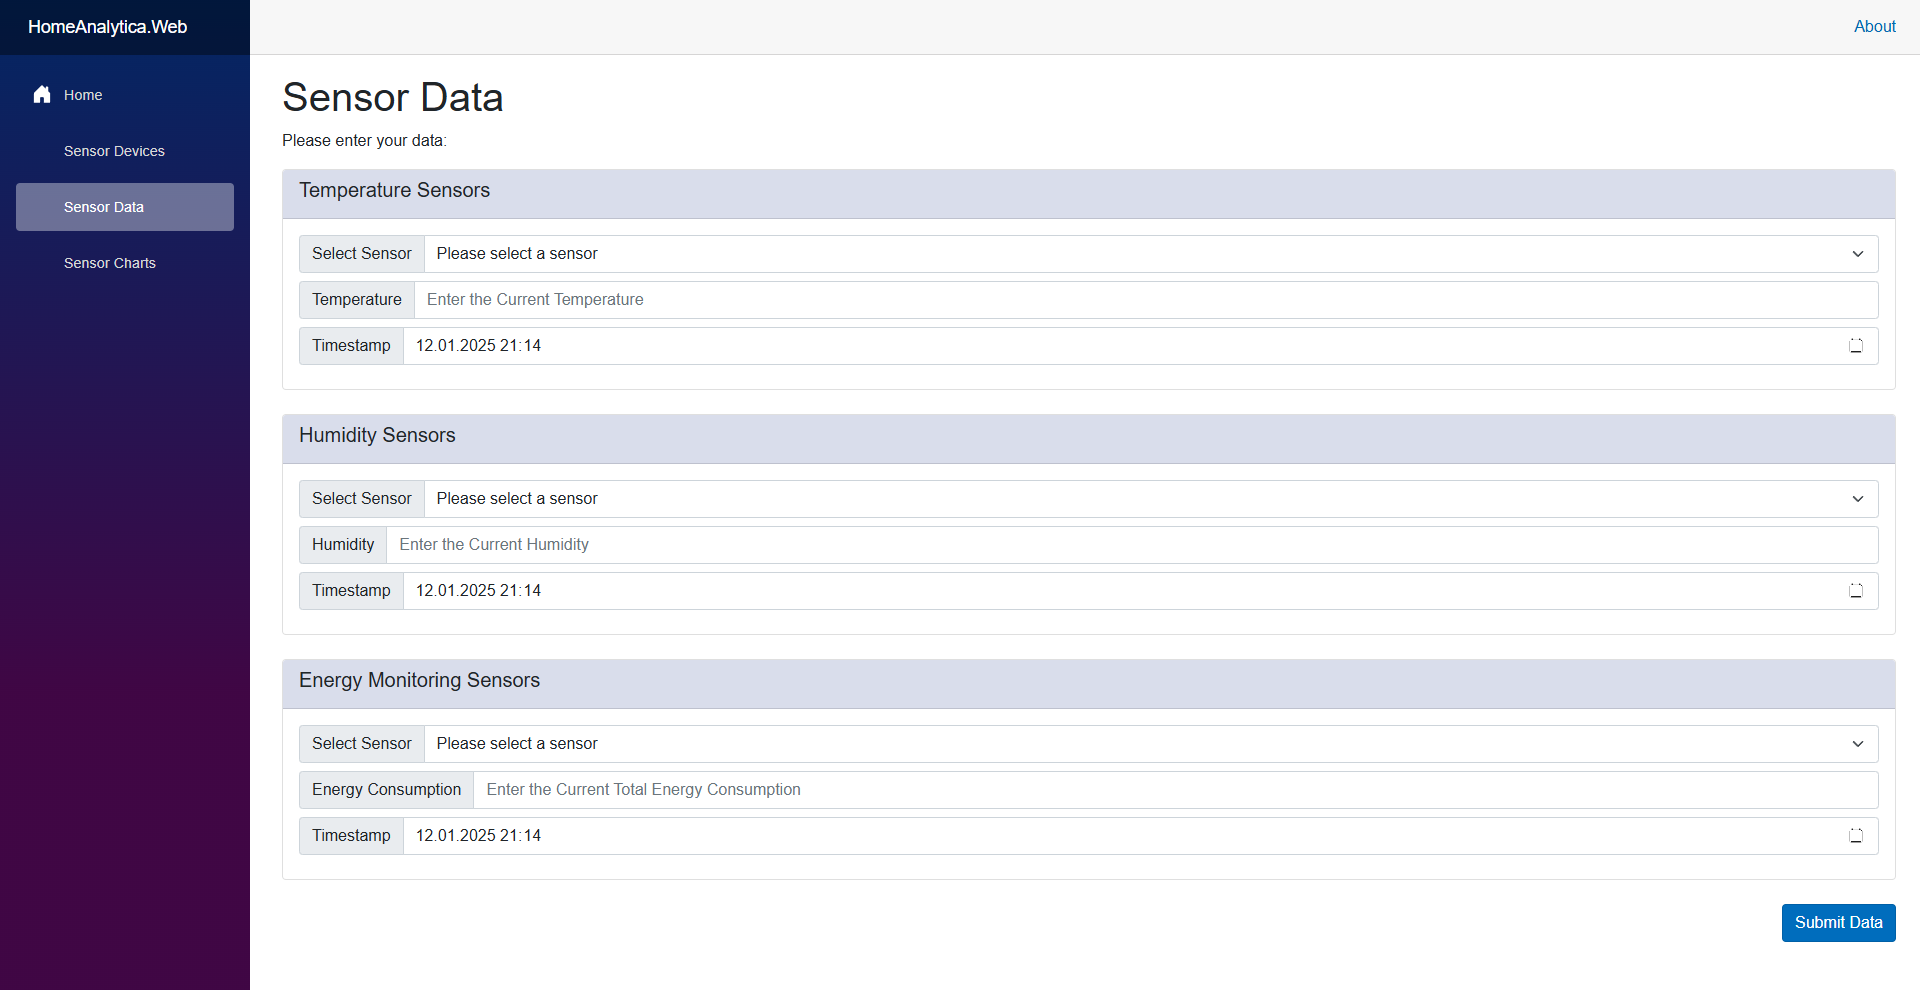 HomeAnalytica.Web
About
Home
Sensor Devices
Sensor Data
Sensor Charts
Sensor Data
Please enter your data:
Temperature Sensors
Select Sensor Please select a sensor
Temperature Enter the Current Temperature
Timestamp 12.01.2025 21:14
Humidity Sensors
Select Sensor Please select a sensor
Humidity Enter the Current Humidity
Timestamp 12.01.2025 21:14
Energy Monitoring Sensors
Select Sensor Please select a sensor
Energy Consumption Enter the Current Total Energy Consumption
Timestamp 12.01.2025 21:14
Submit Data